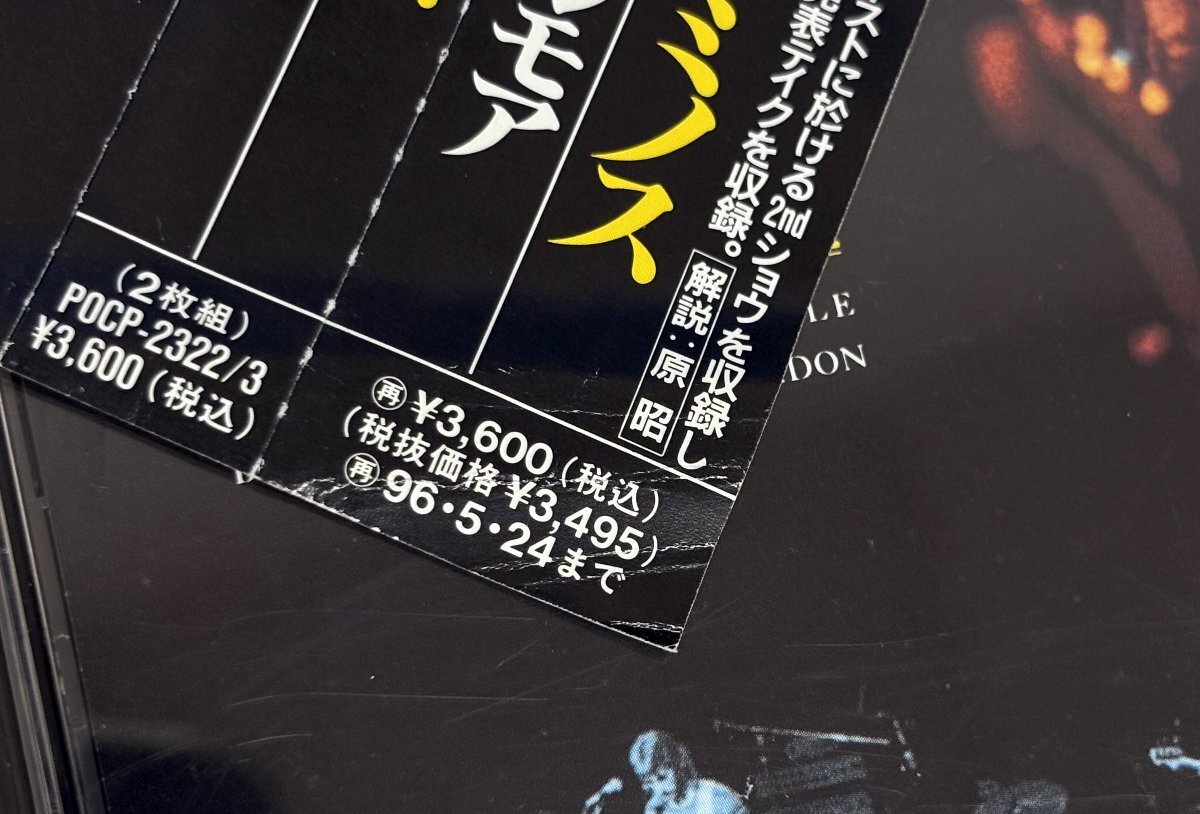 ストに於ける2ndショウを収録し
発表テイクを収録。
解説：原 昭
ミノス
モア
(2枚組)
POCP-2322/3
¥3,600(税込)
再 ¥3,600(税込)
(税抜価格¥3,495)
再 96・5・24まで
LE
DON